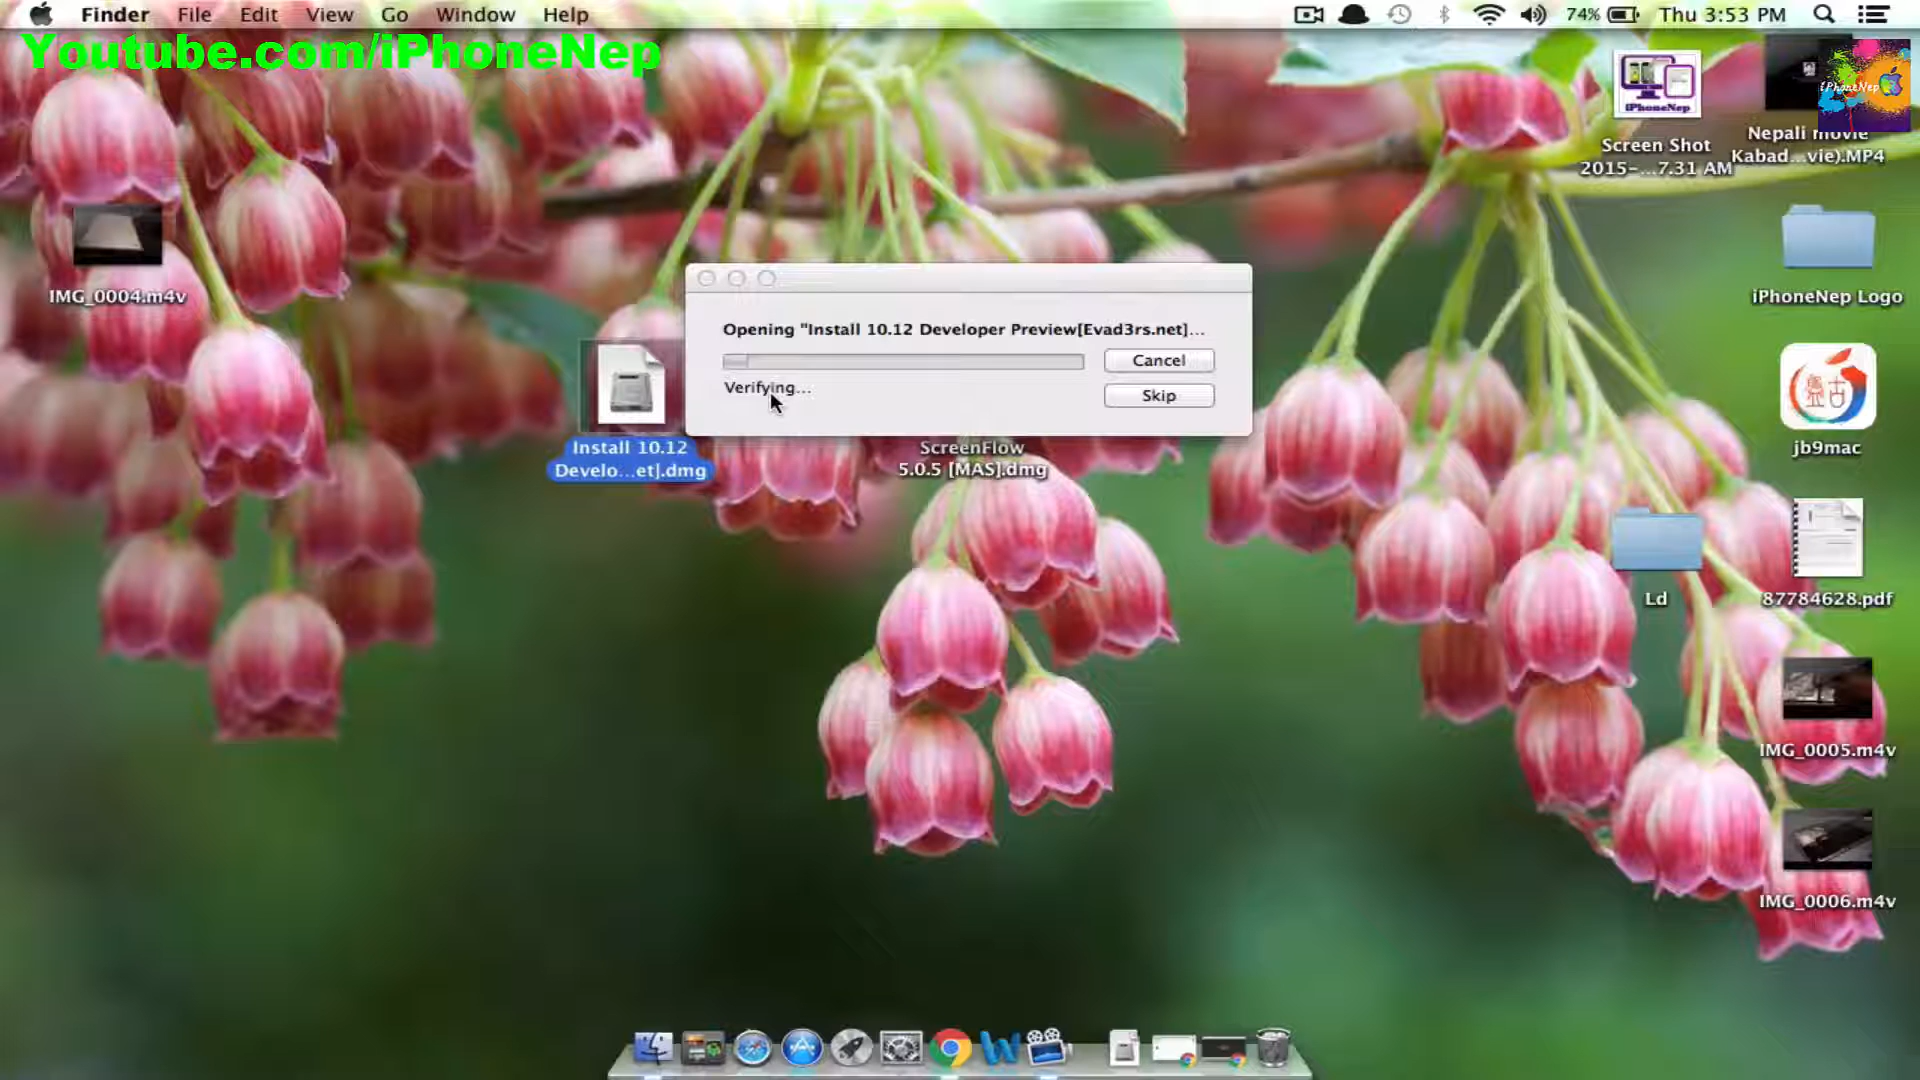 Finder File Edit View Go Window Help
74% Thu 3:53 PM
Youtube.com/iPhoneNep
iPhoneNep
Screen Shot
2015-...7.31 AM
iPhoneNep
Nepali movie
Kabad...vie).MP4
IMG_0004.m4v
iPhoneNep Logo
Opening "Install 10.12 Developer Preview[Evad3rs.net]...
Cancel
Verifying...
Skip
Install 10.12
Develo...et].dmg
ScreenFlow
5.0.5 [MAS].dmg
jb9mac
Ld
87784628.pdf
IMG_0005.m4v
IMG_0006.m4v